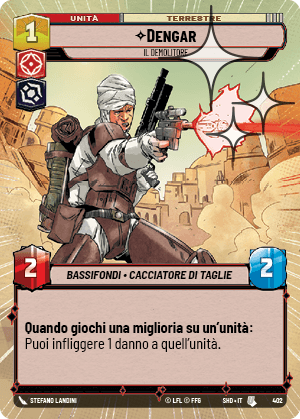 UNITÀ
TERRESTRE
1
DENGAR
IL DEMOLITORE
2
BASSIFONDI • CACCIATORE DI TAGLIE
2
Quando giochi una miglioria su un'unità:
Puoi infliggere 1 danno a quell'unità.
STEFANO LANDINI
© LFL © FFG
SHD • IT
402